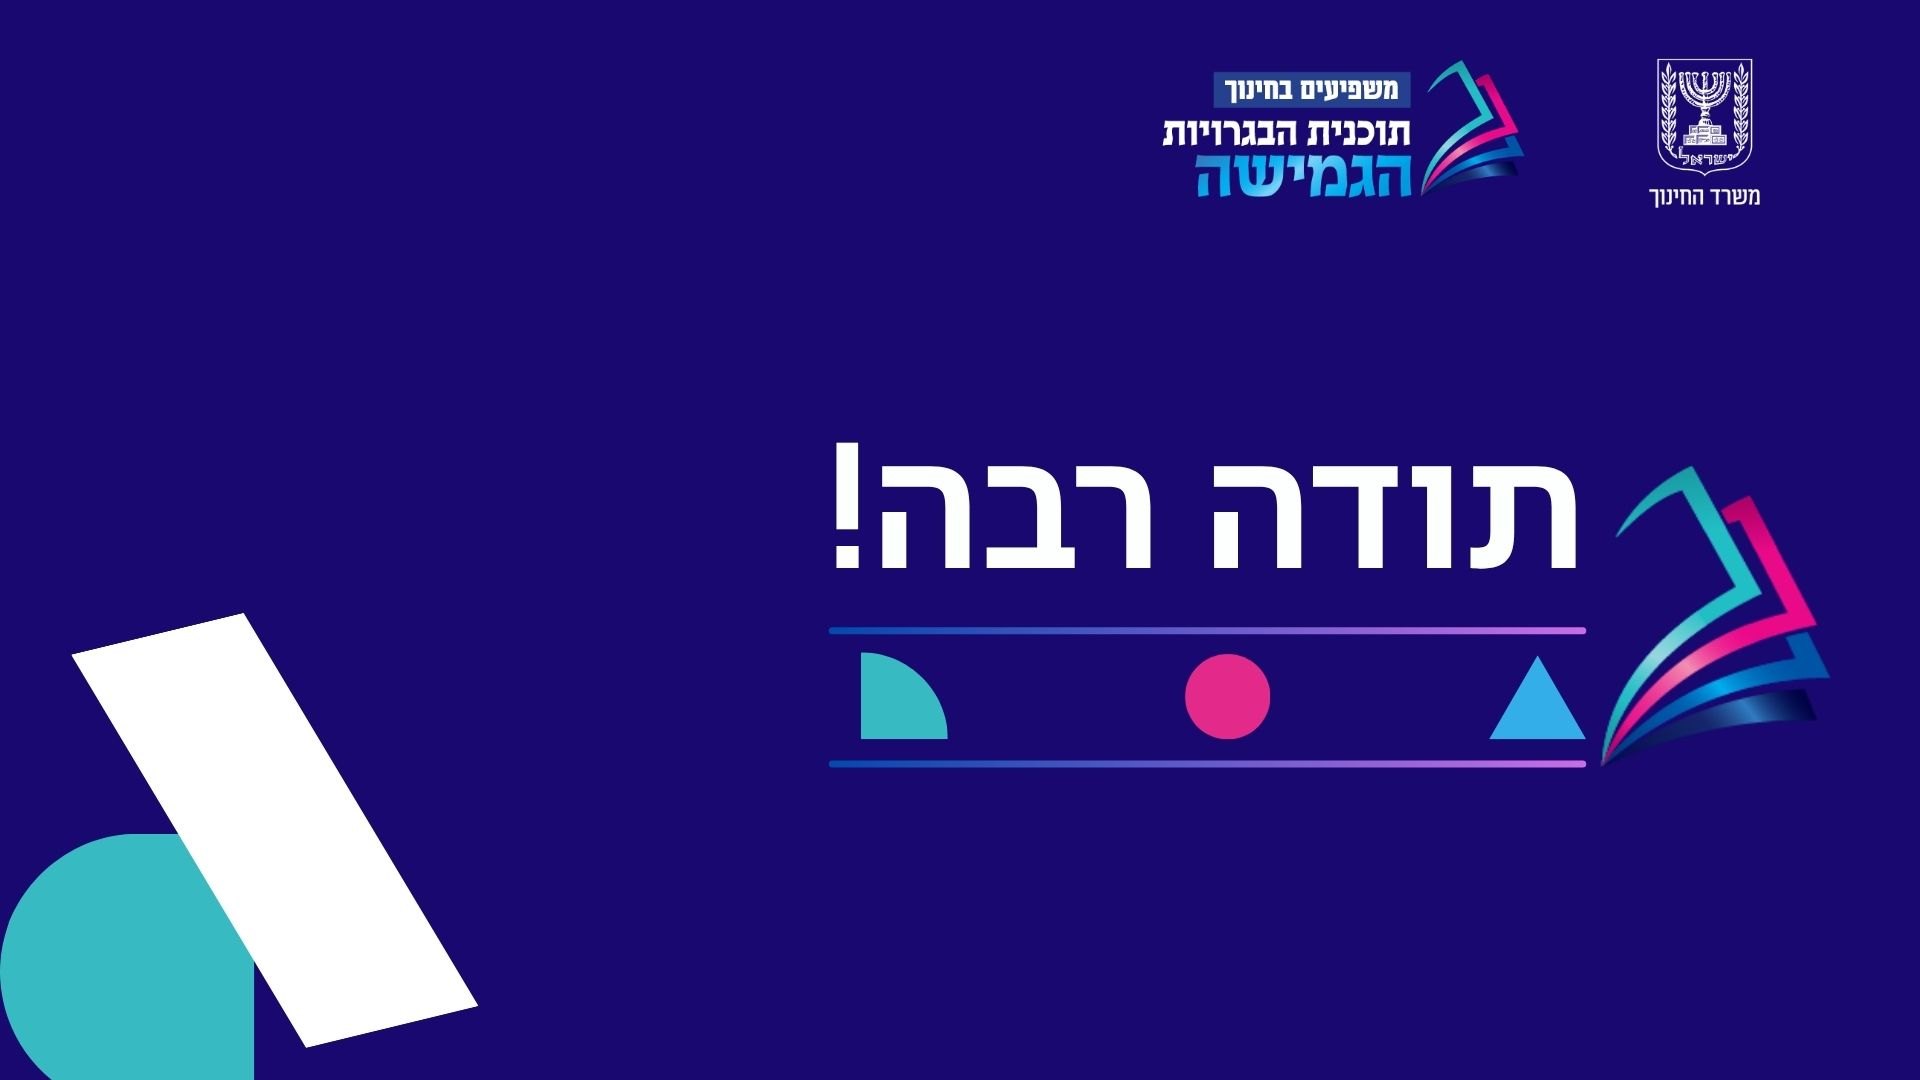 ישראל
משרד החינוך
משפיעים בחינוך
תוכנית הבגרויות
הגמישה
תודה רבה!